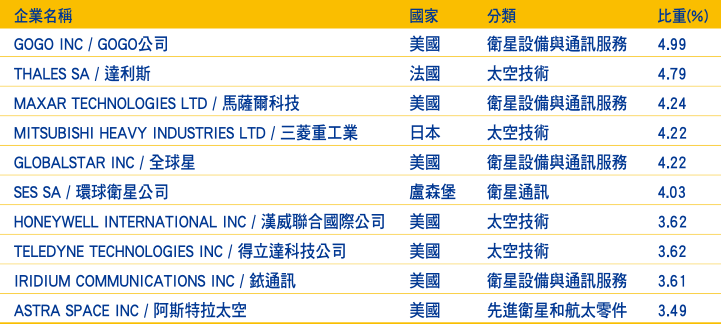 企業名稱 國家 分類 比重(%)
GOGO INC / GOGO公司 美國 衛星設備與通訊服務 4.99
THALES SA / 達利斯 法國 太空技術 4.79
MAXAR TECHNOLOGIES LTD / 馬薩爾科技 美國 衛星設備與通訊服務 4.24
MITSUBISHI HEAVY INDUSTRIES LTD / 三菱重工業 日本 太空技術 4.22
GLOBALSTAR INC / 全球星 美國 衛星設備與通訊服務 4.22
SES SA / 環球衛星公司 盧森堡 衛星通訊 4.03
HONEYWELL INTERNATIONAL INC / 漢威聯合國際公司 美國 太空技術 3.62
TELEDYNE TECHNOLOGIES INC / 得立達科技公司 美國 太空技術 3.62
IRIDIUM COMMUNICATIONS INC / 銥通訊 美國 衛星設備與通訊服務 3.61
ASTRA SPACE INC / 阿斯特拉太空 美國 先進衛星和航太零件 3.49